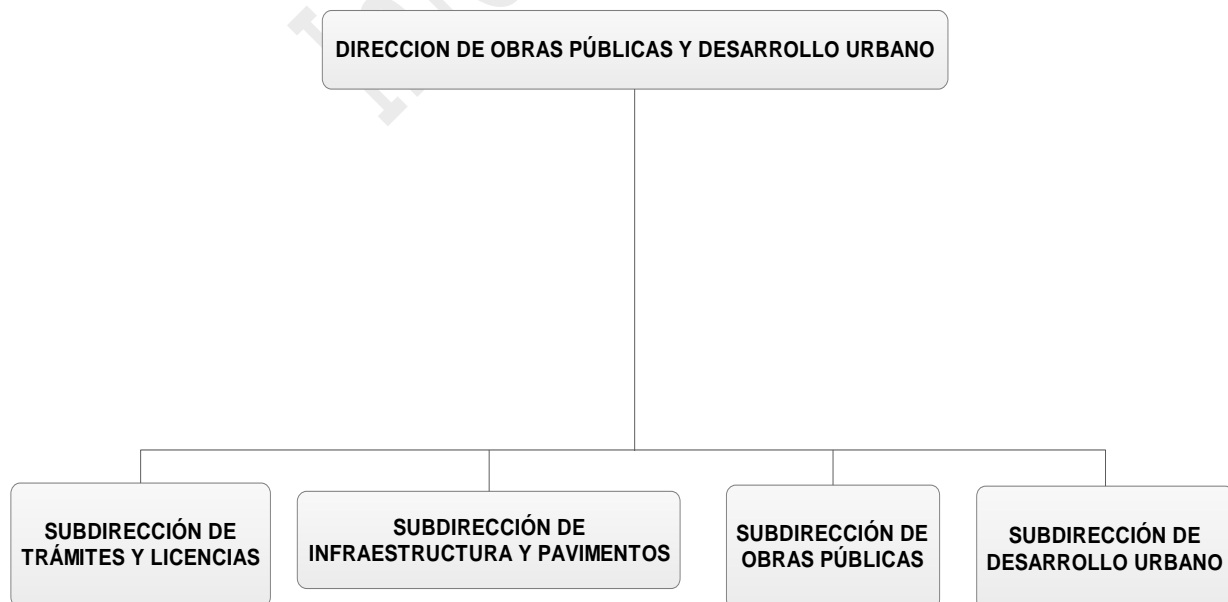 DIRECCION DE OBRAS PÚBLICAS Y DESARROLLO URBANO
SUBDIRECCIÓN DE
TRÁMITES Y LICENCIAS
SUBDIRECCIÓN DE
INFRAESTRUCTURA Y PAVIMENTOS
SUBDIRECCIÓN DE
OBRAS PÚBLICAS
SUBDIRECCIÓN DE
DESARROLLO URBANO